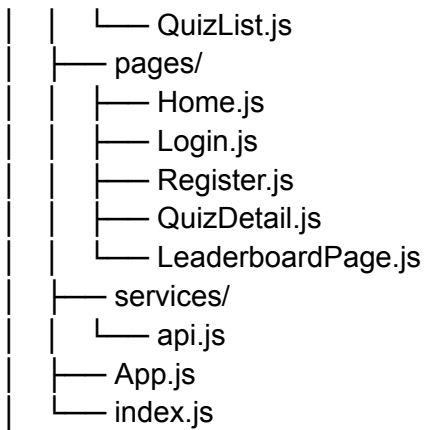 │   │   └── QuizList.js
│   ├── pages/
│   │   ├── Home.js
│   │   ├── Login.js
│   │   ├── Register.js
│   │   ├── QuizDetail.js
│   │   └── LeaderboardPage.js
│   ├── services/
│   │   └── api.js
│   ├── App.js
│   └── index.js